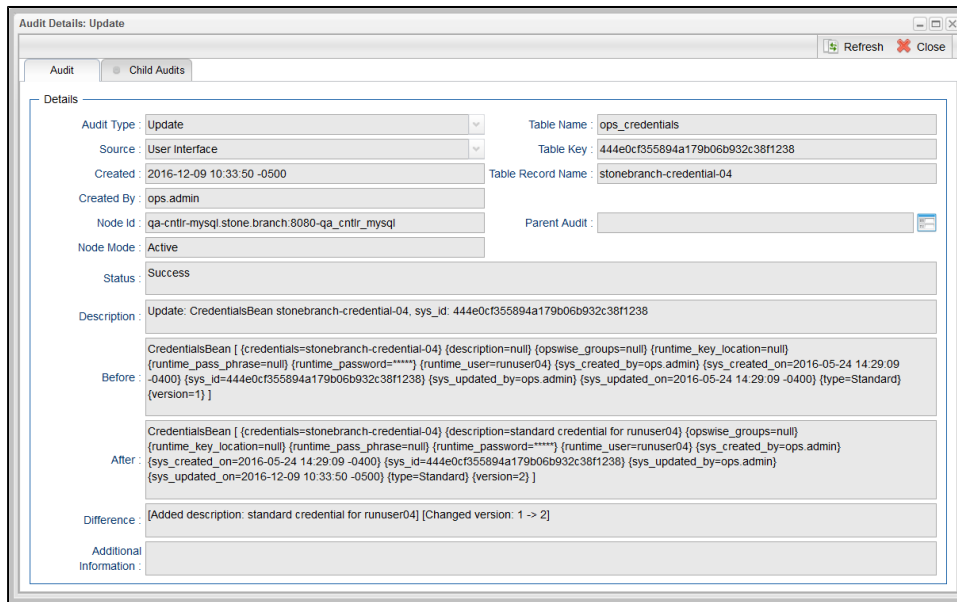 Audit Details: Update
Refresh Close
Audit Child Audits
Details
Audit Type : Update Table Name : ops_credentials
Source : User Interface Table Key : 444e0cf355894a179b06b932c38f1238
Created : 2016-12-09 10:33:50 -0500 Table Record Name : stonebranch-credential-04
Created By : ops.admin
Node Id : qa-cntlr-mysql.stone.branch:8080-qa_cntlr_mysql Parent Audit :
Node Mode : Active
Status : Success
Description : Update: CredentialsBean stonebranch-credential-04, sys_id: 444e0cf355894a179b06b932c38f1238
CredentialsBean [ {credentials=stonebranch-credential-04} {description=null} {opswise_groups=null} {runtime_key_location=null}
{runtime_pass_phrase=null} {runtime_password=*****} {runtime_user=runuser04} {sys_created_by=ops.admin} {sys_created_on=2016-05-24 14:29:09
Before : -0400} {sys_id=444e0cf355894a179b06b932c38f1238} {sys_updated_by=ops.admin} {sys_updated_on=2016-05-24 14:29:09 -0400} {type=Standard}
{version=1} ]
CredentialsBean [ {credentials=stonebranch-credential-04} {description=standard credential for runuser04} {opswise_groups=null}
{runtime_key_location=null} {runtime_pass_phrase=null} {runtime_password=*****} {runtime_user=runuser04} {sys_created_by=ops.admin}
After : {sys_created_on=2016-05-24 14:29:09 -0400} {sys_id=444e0cf355894a179b06b932c38f1238} {sys_updated_by=ops.admin}
{sys_updated_on=2016-12-09 10:33:50 -0500} {type=Standard} {version=2} ]
Difference : [Added description: standard credential for runuser04] [Changed version: 1 -> 2]
Additional
Information :